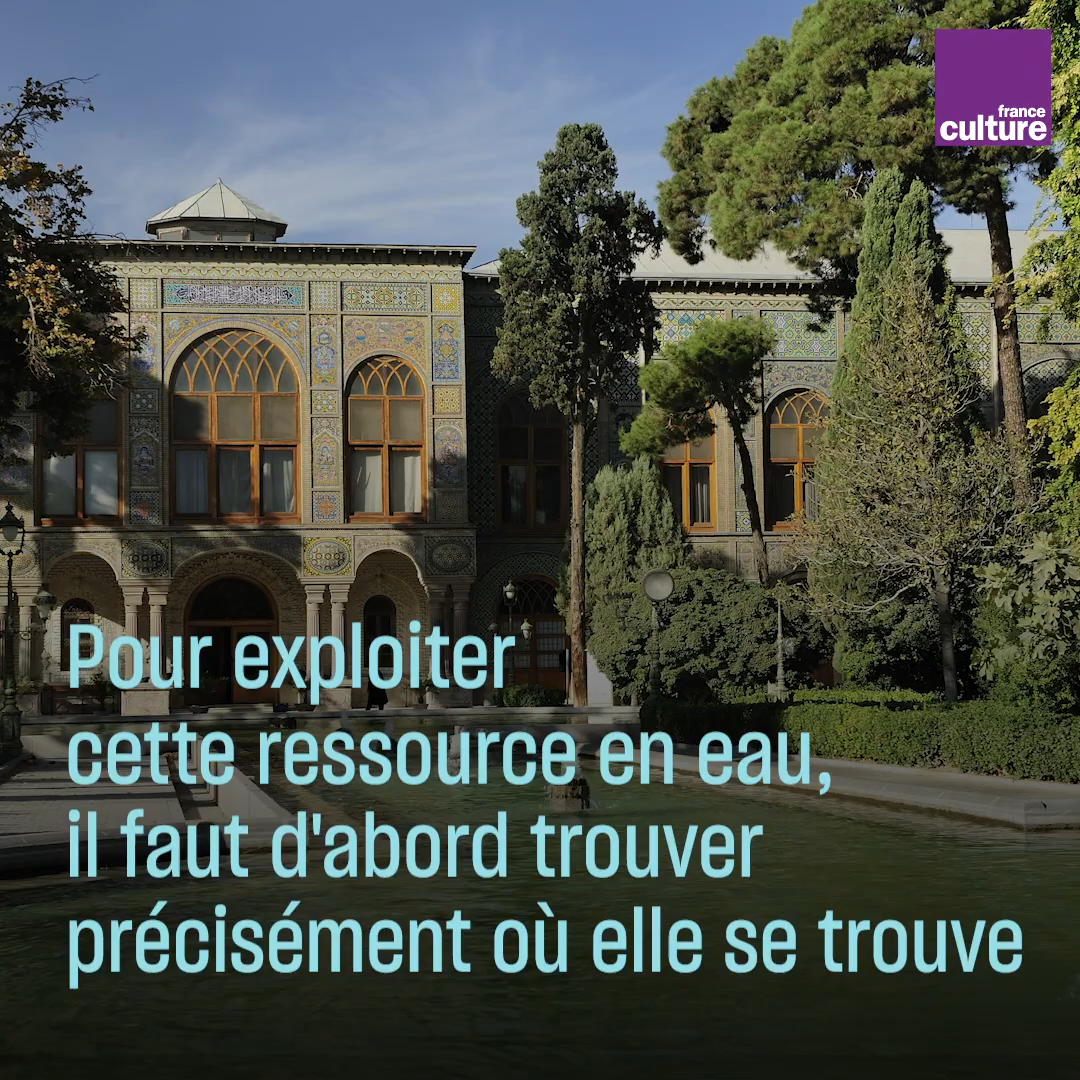 france
culture
Pour exploiter
cette ressource en eau,
il faut d'abord trouver
précisément où elle se trouve